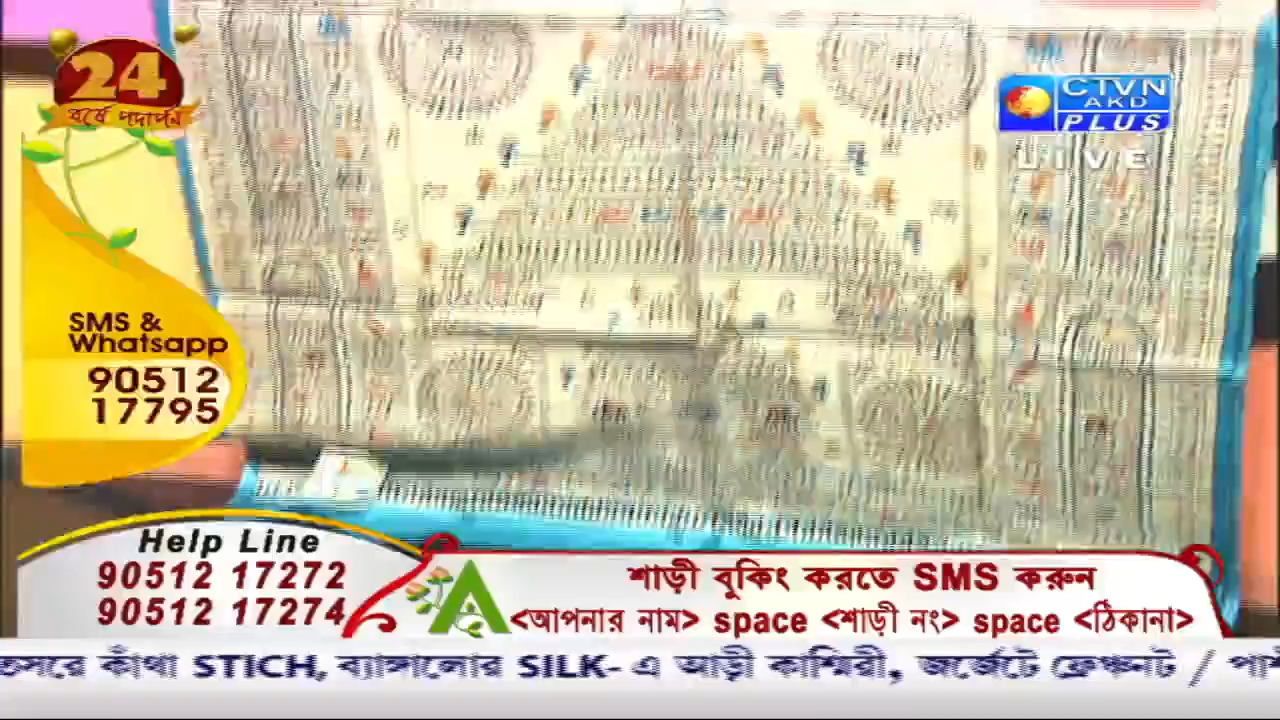 24
বর্ষে পদার্পন
CTVN
AKD
PLUS
LIVE
SMS &
Whatsapp
90512
17795
Help Line
90512 17272
90512 17274
শাড়ী বুকিং করতে SMS করুন
<আপনার নাম> space <শাড়ী নং> space <ঠিকানা>
কাঁথা STICH, ব্যাঙ্গালোর SILK- এ আড়ী কাশ্মিরী, জর্জেটে /